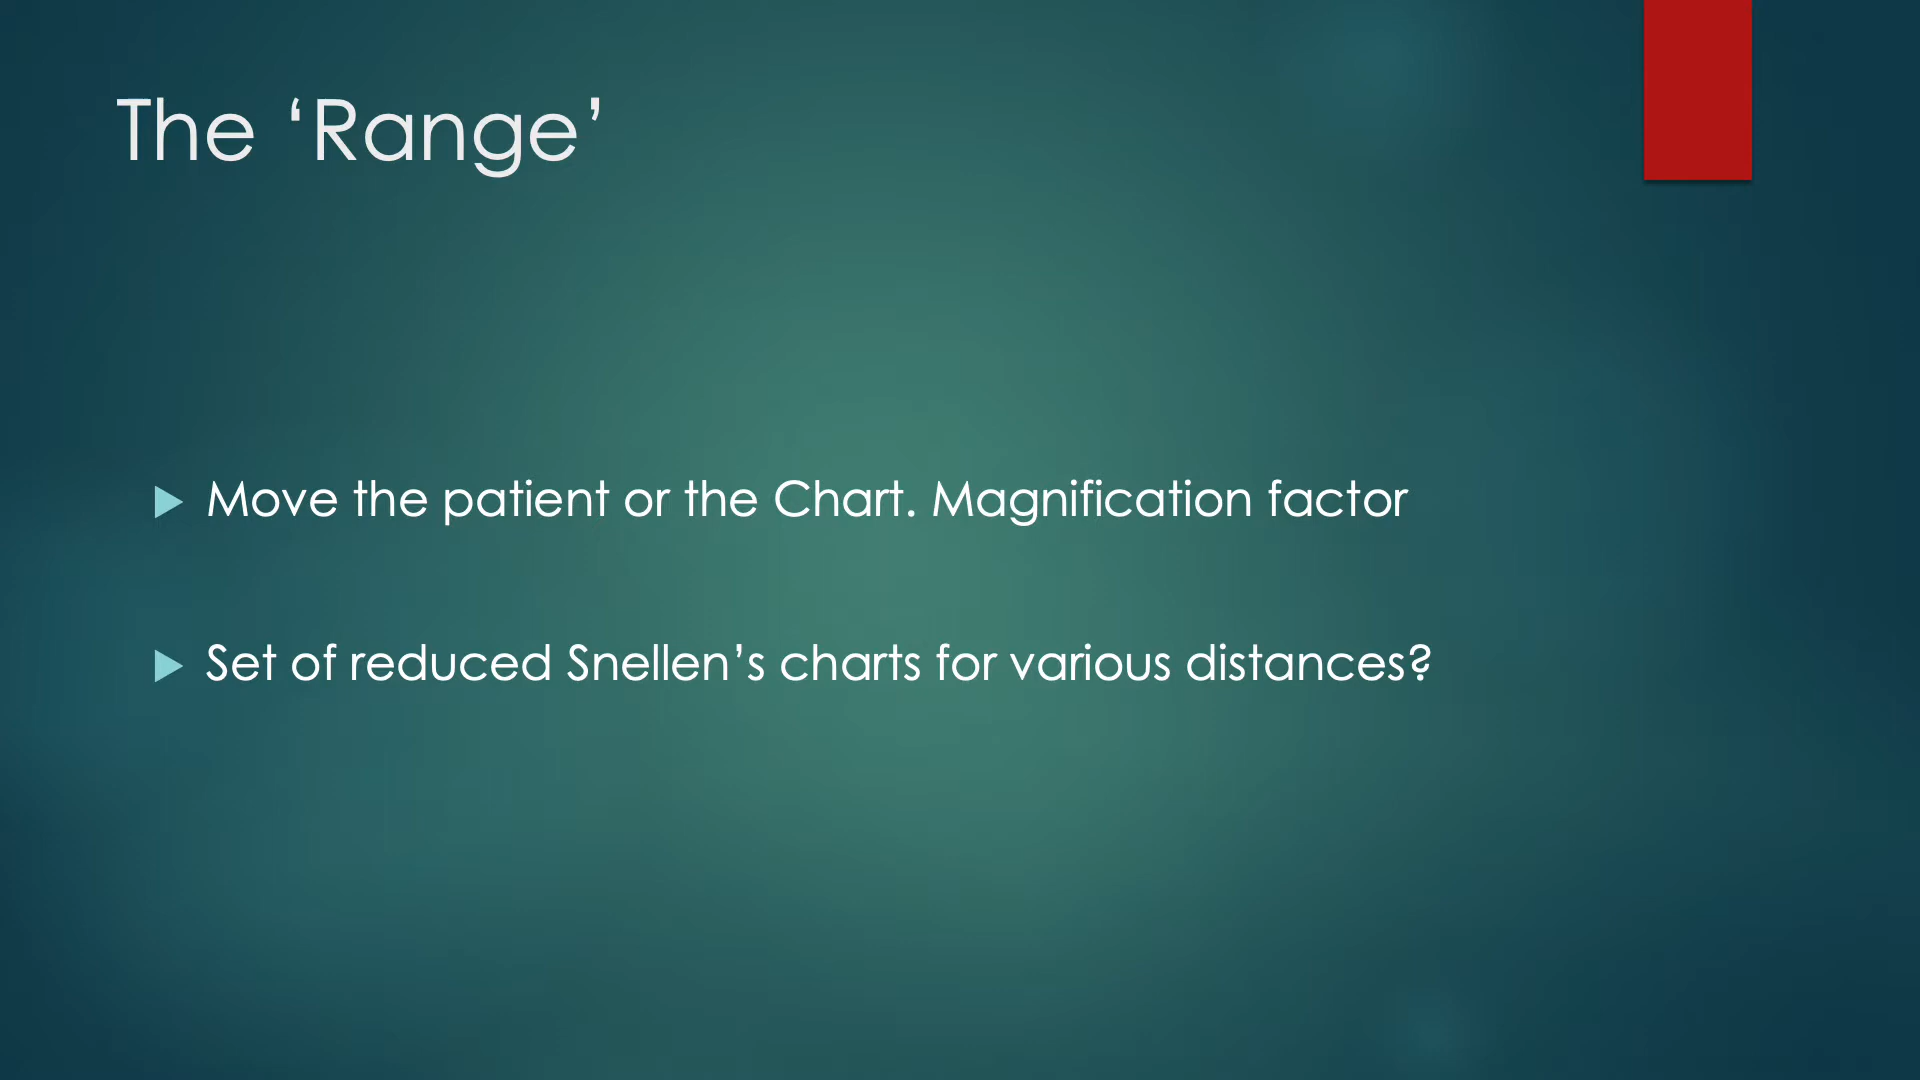 The ‘Range’
Move the patient or the Chart. Magnification factor
Set of reduced Snellen’s charts for various distances?